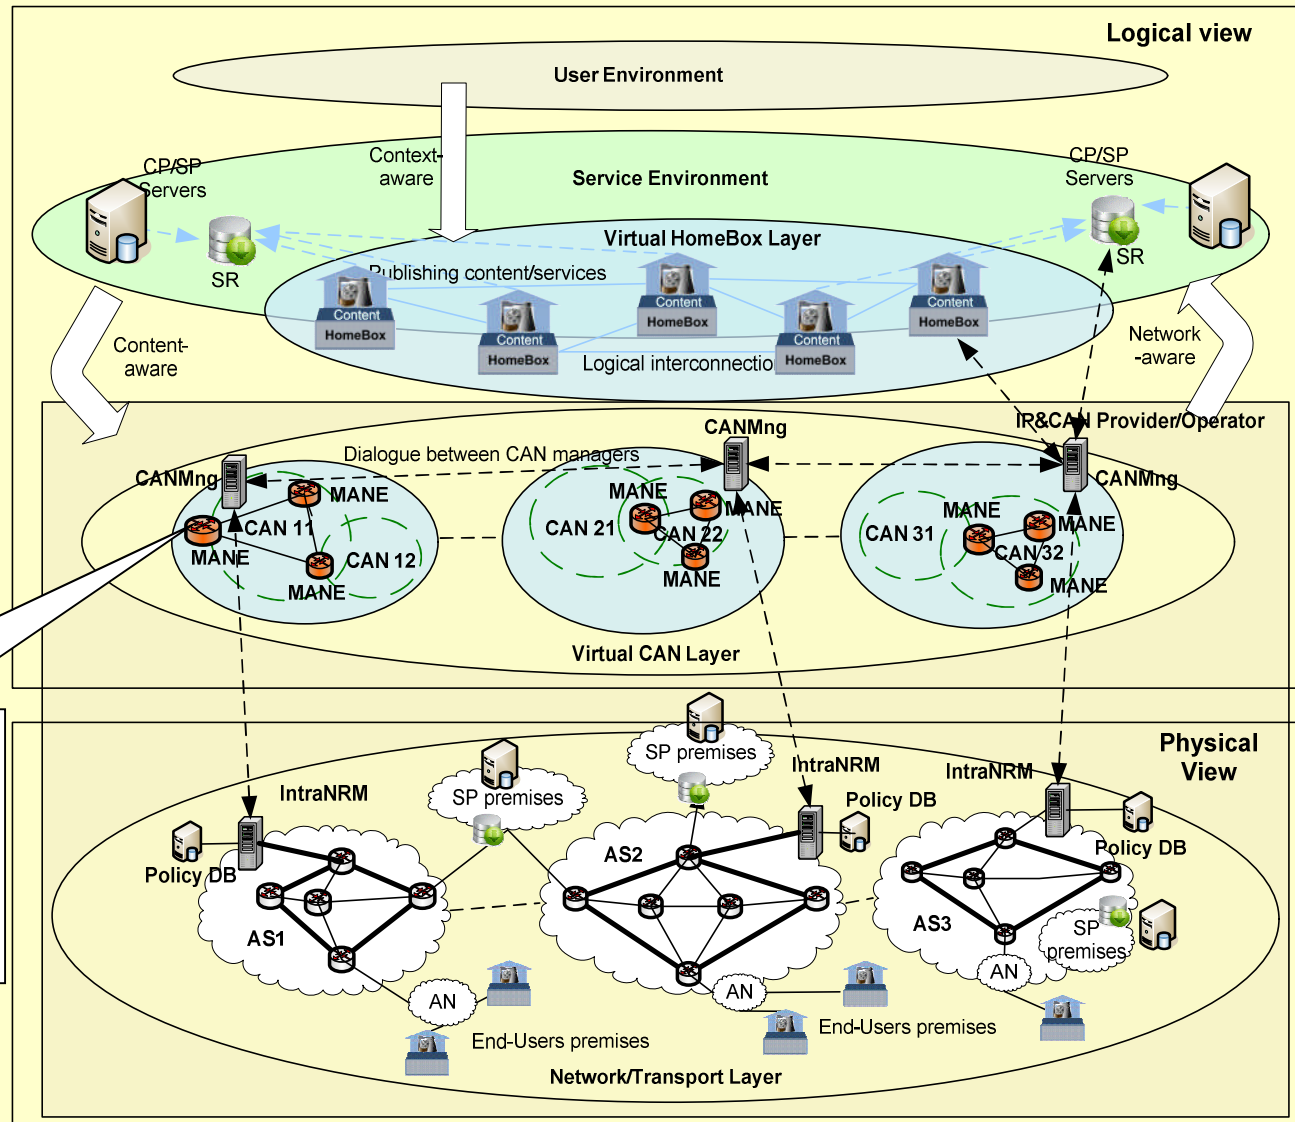 Logical view
User Environment
Context-
aware
CP/SP
Servers
Service Environment
CP/SP
Servers
SR
SR
Virtual HomeBox Layer
Publishing content/services
Content
HomeBox
Content
HomeBox
Content
HomeBox
Content
HomeBox
Content
HomeBox
Logical interconnection
Content-
aware
Network
-aware
IP&CAN Provider/Operator
CANMng
CANMng
CANMng
Dialogue between CAN managers
MANE
MANE
MANE
CAN 11
CAN 12
MANE
MANE
MANE
CAN 21
CAN 22
MANE
MANE
MANE
CAN 31
CAN 32
Virtual CAN Layer
Physical
View
SP premises
SP premises
IntraNRM
IntraNRM
IntraNRM
Policy DB
Policy DB
Policy DB
AS1
AS2
AS3
SP
premises
AN
AN
AN
End-Users premises
End-Users premises
Network/Transport Layer